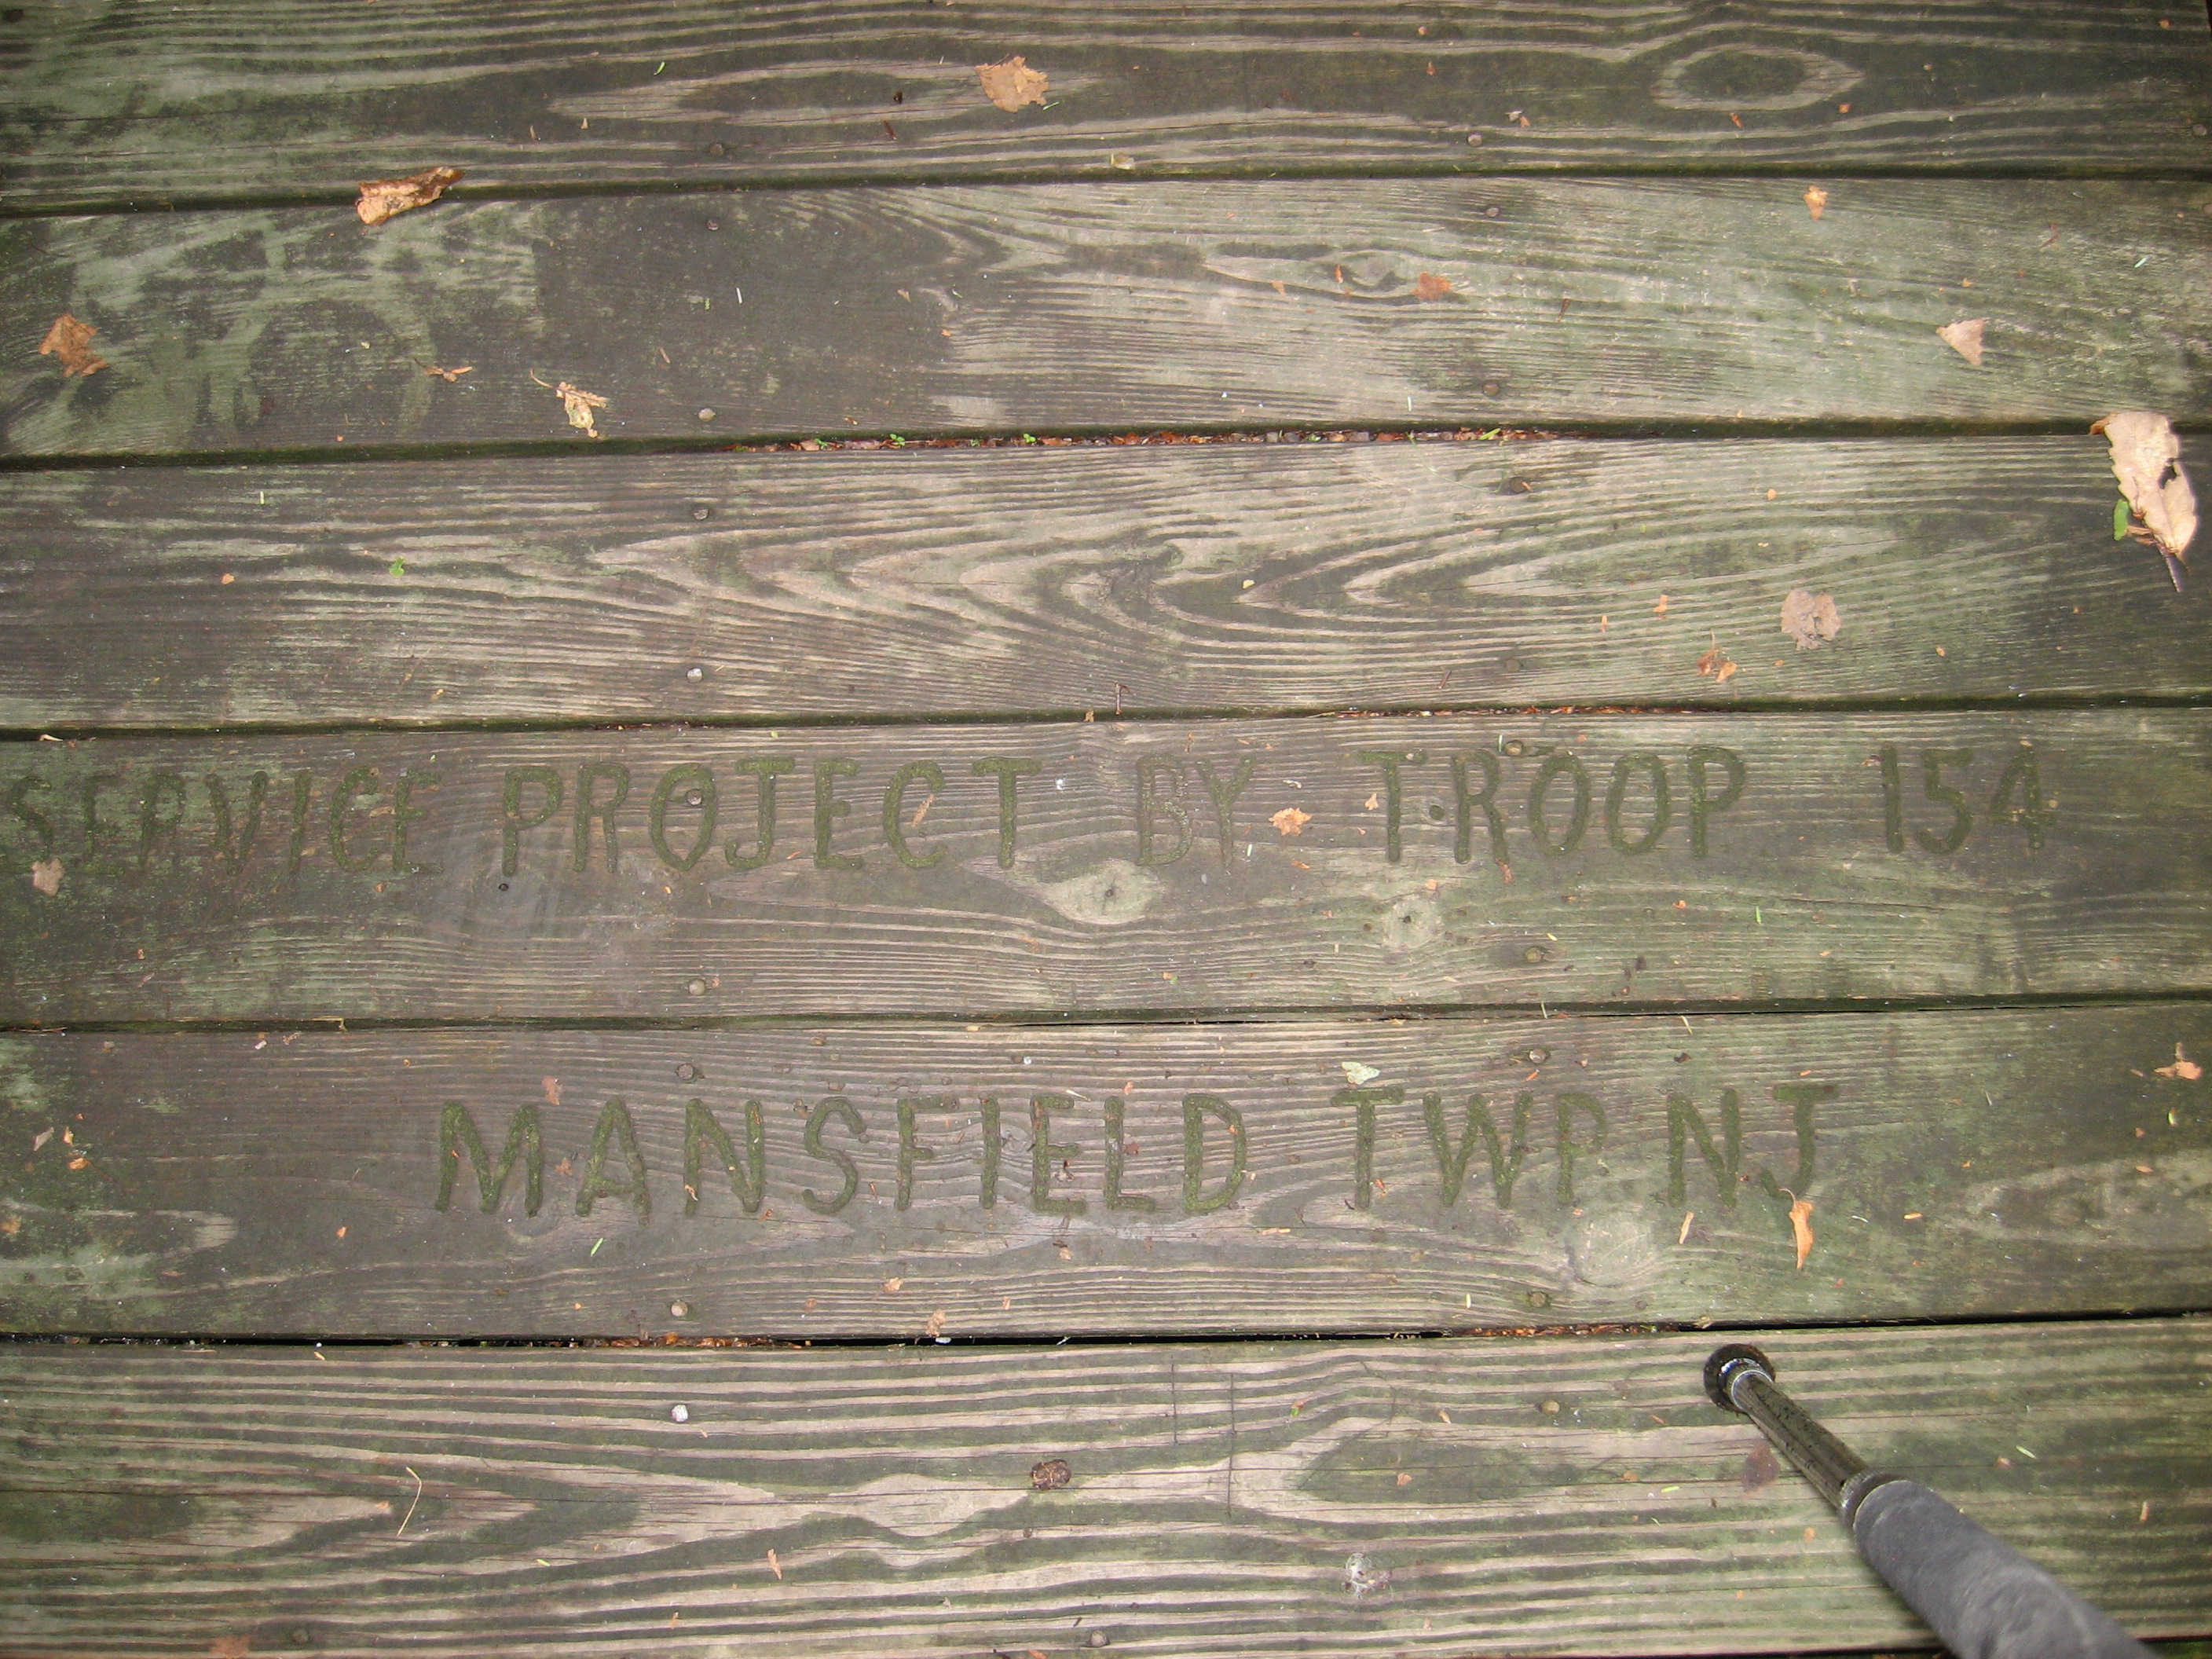 SERVICE PROJECT BY TROOP 154
MANSFIELD TWP NJ